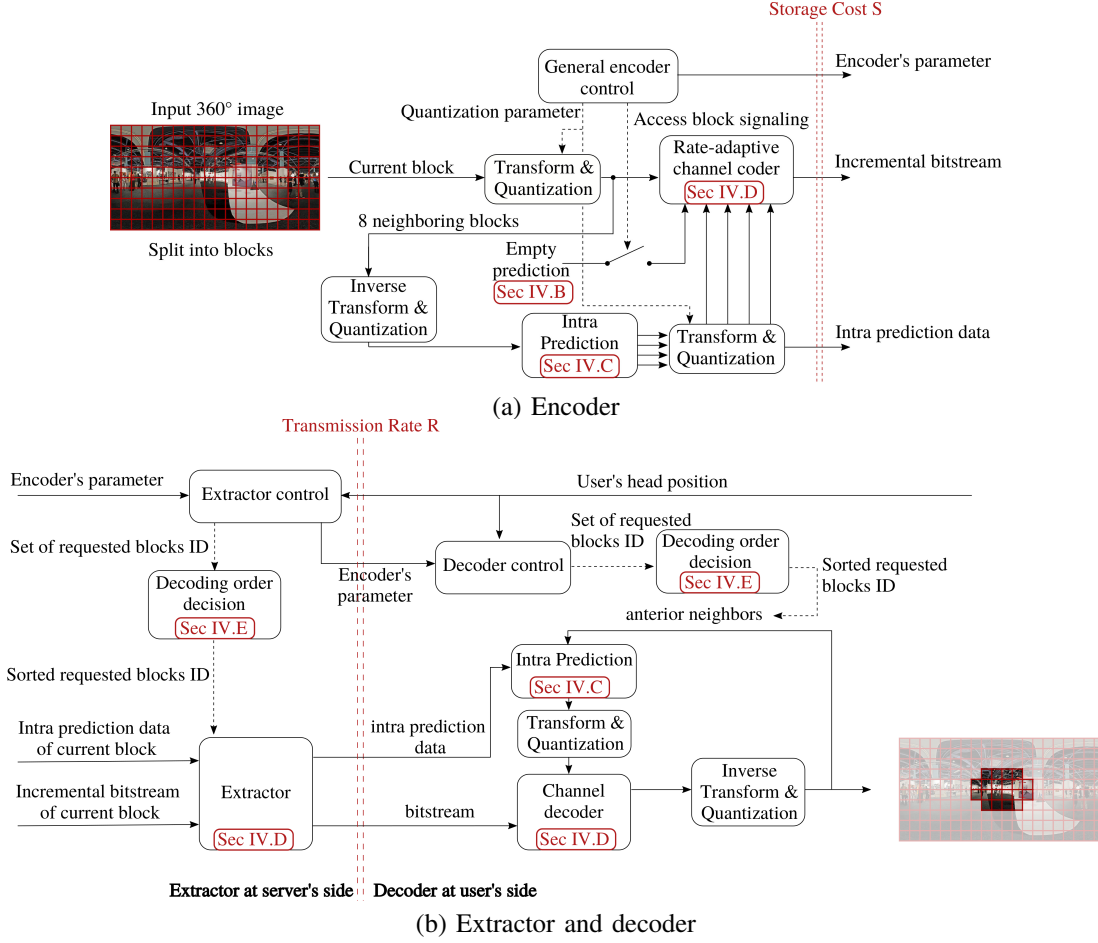 Storage Cost S
General encoder
control
Encoder's parameter
Input 360° image
Quantization parameter
Access block signaling
Current block
Transform &
Quantization
Rate-adaptive
channel coder
Sec IV.D
Incremental bitstream
Split into blocks
8 neighboring blocks
Empty
prediction
Sec IV.B
Inverse
Transform &
Quantization
Intra
Prediction
Sec IV.C
Transform &
Quantization
Intra prediction data
(a) Encoder
Transmission Rate R
Encoder's parameter
Extractor control
User's head position
Set of requested blocks ID
Encoder's
parameter
Decoder control
Set of requested
blocks ID
Decoding order
decision
Sec IV.E
Sorted requested
blocks ID
Decoding order
decision
Sec IV.E
anterior neighbors
Sorted requested blocks ID
Intra Prediction
Sec IV.C
Intra prediction data
of current block
intra prediction
data
Transform &
Quantization
Incremental bitstream
of current block
Extractor
Sec IV.D
bitstream
Channel
decoder
Sec IV.D
Inverse
Transform &
Quantization
Extractor at server's side
Decoder at user's side
(b) Extractor and decoder